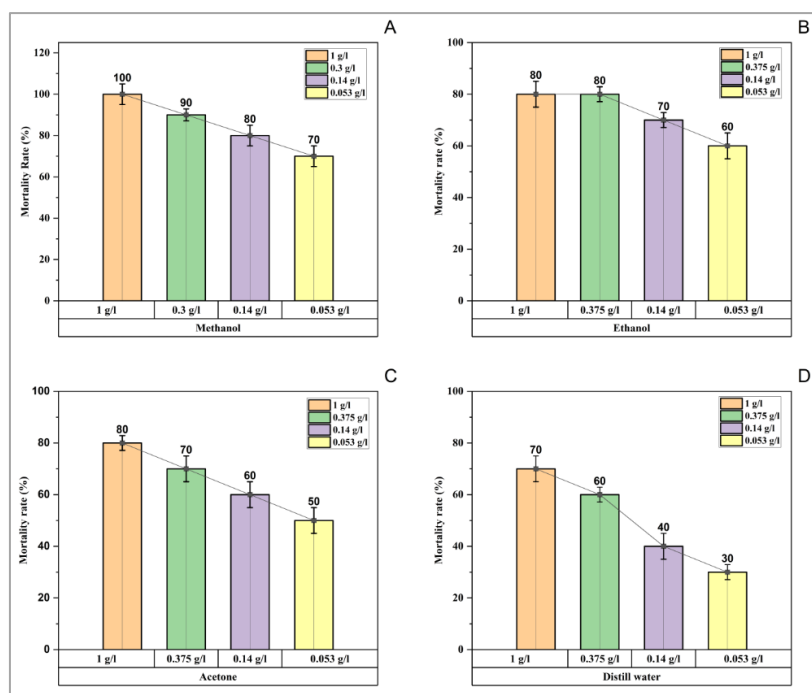 A
Mortality Rate (%)
120
100
80
60
40
20
0
100
90
80
70
1 g/l
0.3 g/l
0.14 g/l
0.053 g/l
1 g/l
0.3 g/l
0.14 g/l
0.053 g/l
Methanol
B
Mortality rate (%)
100
80
60
40
20
0
80
80
70
60
1 g/l
0.375 g/l
0.14 g/l
0.053 g/l
1 g/l
0.375 g/l
0.14 g/l
0.053 g/l
Ethanol
C
Mortality rate (%)
100
80
60
40
20
0
80
70
60
50
1 g/l
0.375 g/l
0.14 g/l
0.053 g/l
1 g/l
0.375 g/l
0.14 g/l
0.053 g/l
Acetone
D
Mortality rate (%)
100
80
60
40
20
0
70
60
40
30
1 g/l
0.375 g/l
0.14 g/l
0.053 g/l
1 g/l
0.375 g/l
0.14 g/l
0.053 g/l
Distill water